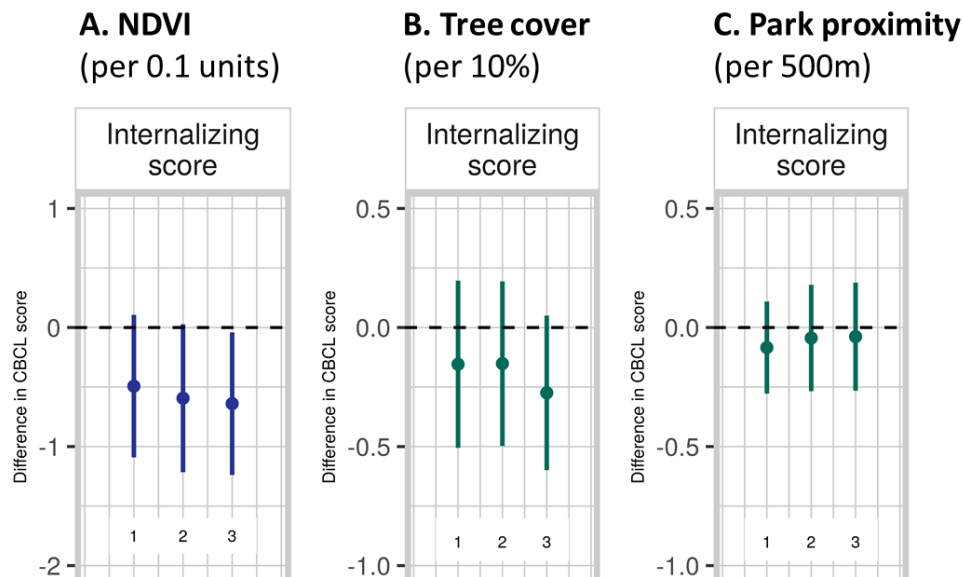 A. NDVI
(per 0.1 units)
Internalizing
score
1
0
-1
-2
Difference in CBCL score
1 2 3
B. Tree cover
(per 10%)
Internalizing
score
0.5
0.0
-0.5
-1.0
Difference in CBCL score
1 2 3
C. Park proximity
(per 500m)
Internalizing
score
0.5
0.0
-0.5
-1.0
Difference in CBCL score
1 2 3